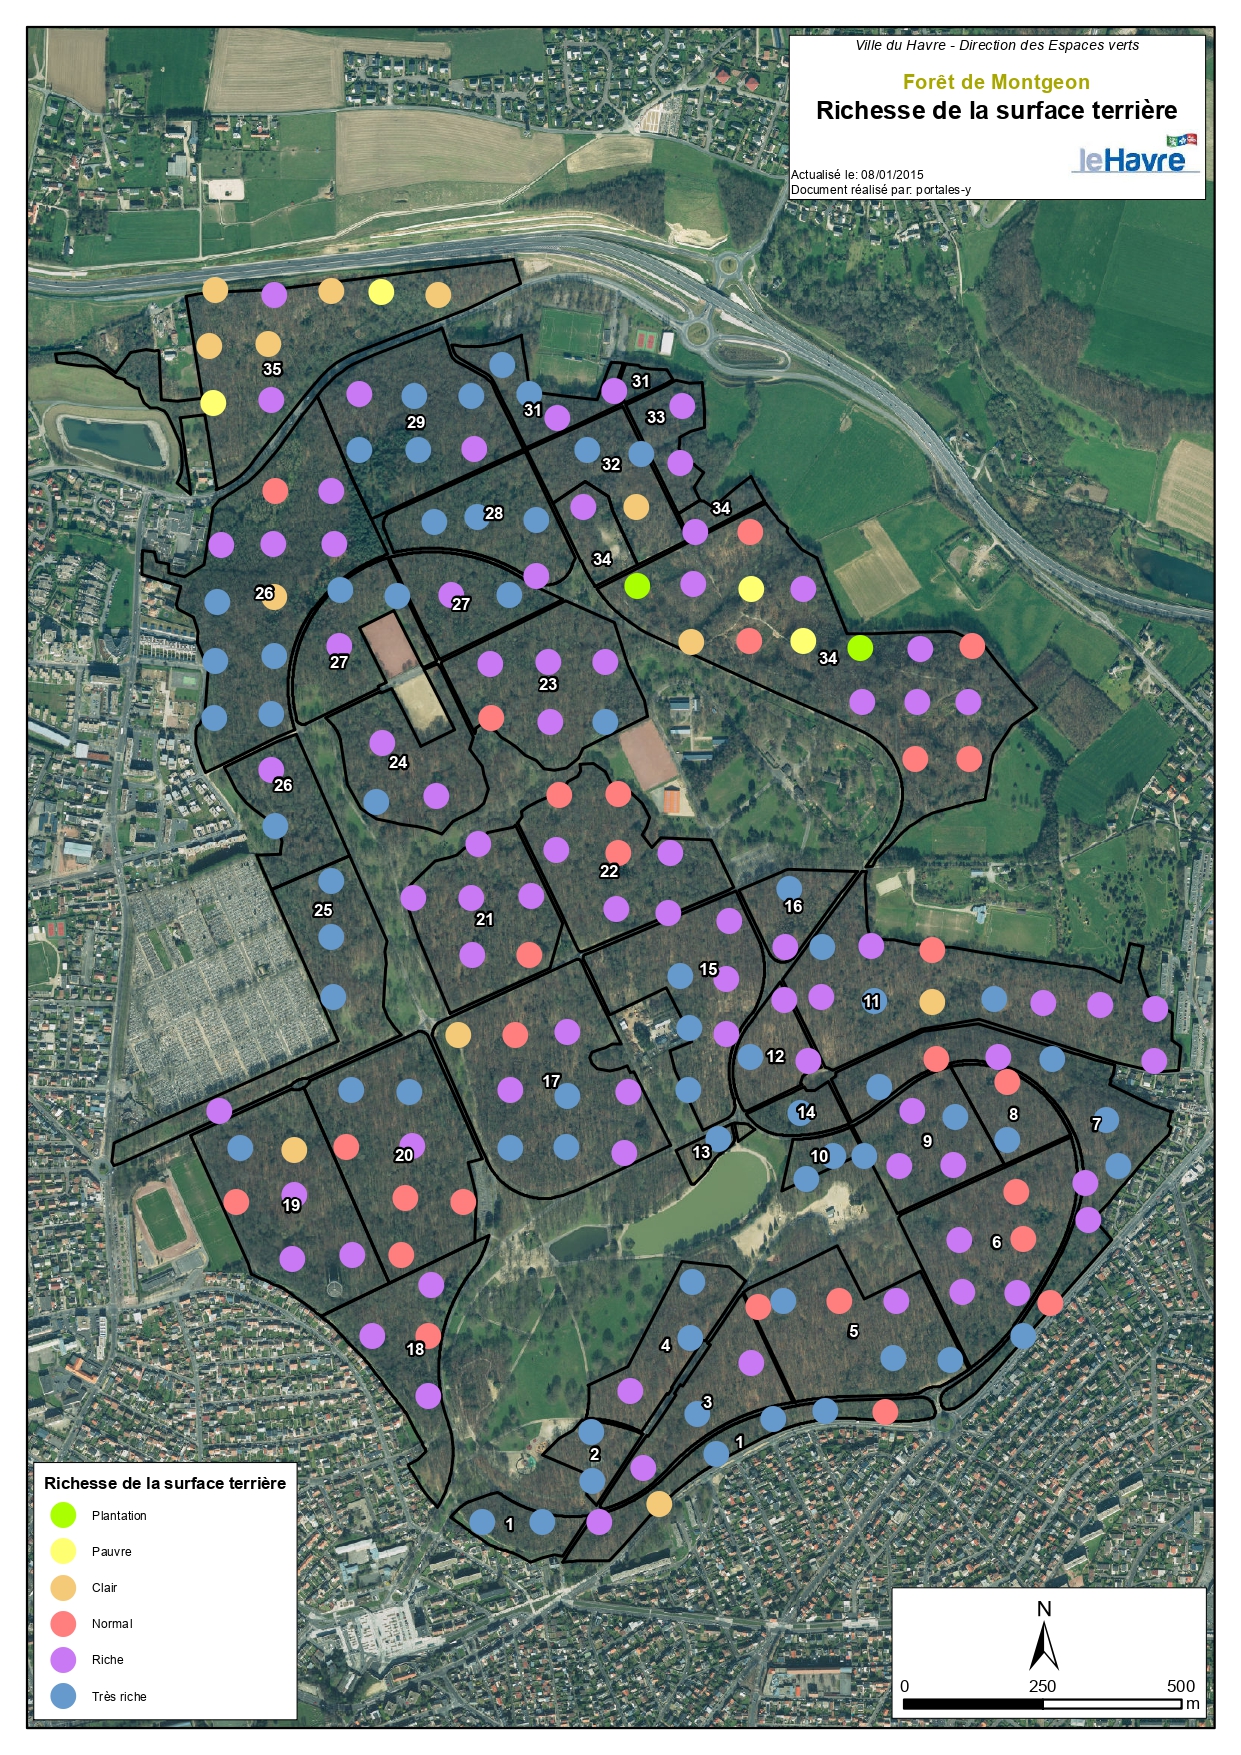 Ville du Havre - Direction des Espaces verts
Forêt de Montgeon
Richesse de la surface terrière
leHavre
Actualisé le: 08/01/2015
Document réalisé par: portales-y
35
31
31
33
29
32
28
34
34
26
27
27
34
23
24
26
22
25
16
21
15
11
12
17
14
8
7
9
13
10
20
19
6
5
4
18
3
1
2
1
Richesse de la surface terrière
Plantation
Pauvre
Clair
Normal
Riche
Très riche
N
0 250 500
m